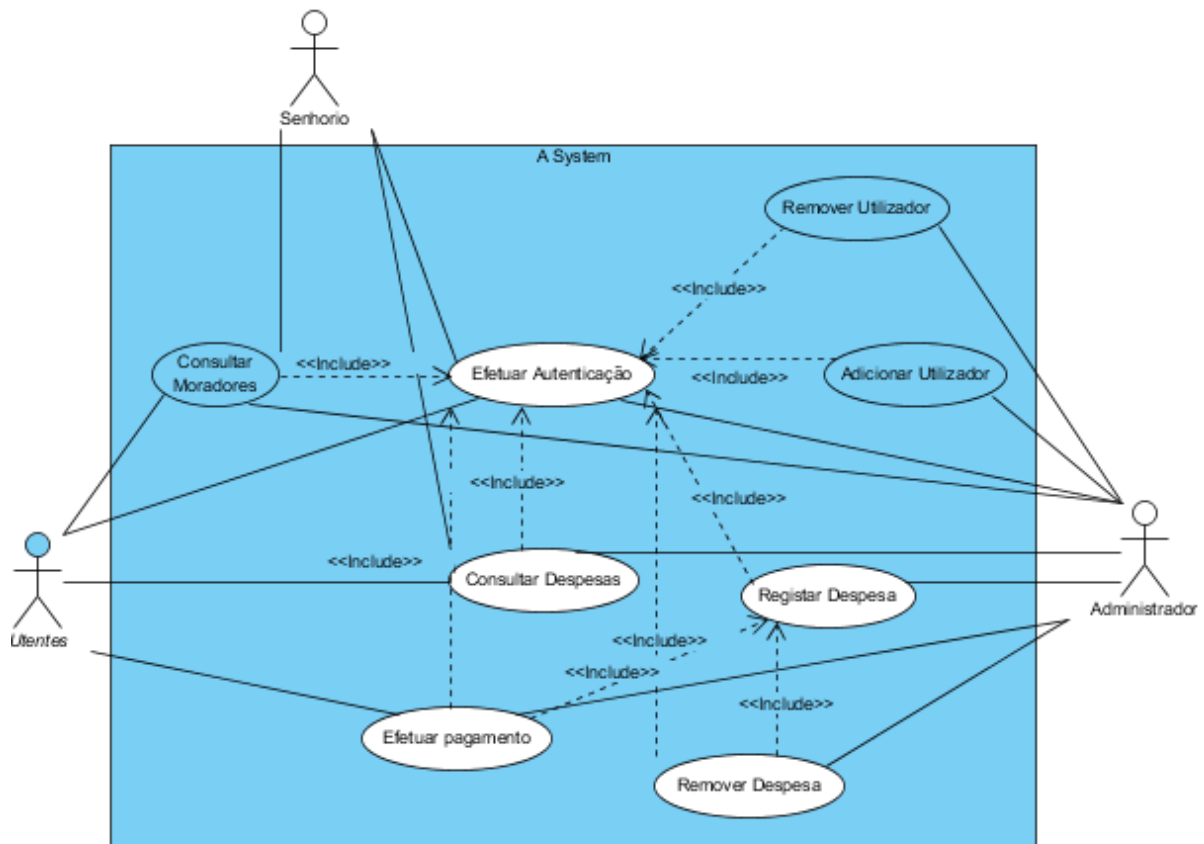 Senhorio
A System
Remover Utilizador
<<Include>>
Consultar
Moradores
<<Include>>
Efetuar Autenticação
<<Include>>
Adicionar Utilizador
<<Include>>
<<Include>>
<<Include>>
Consultar Despesas
Registar Despesa
Administrador
Utentes
<<Include>>
<<Include>>
<<Include>>
Efetuar pagamento
Remover Despesa